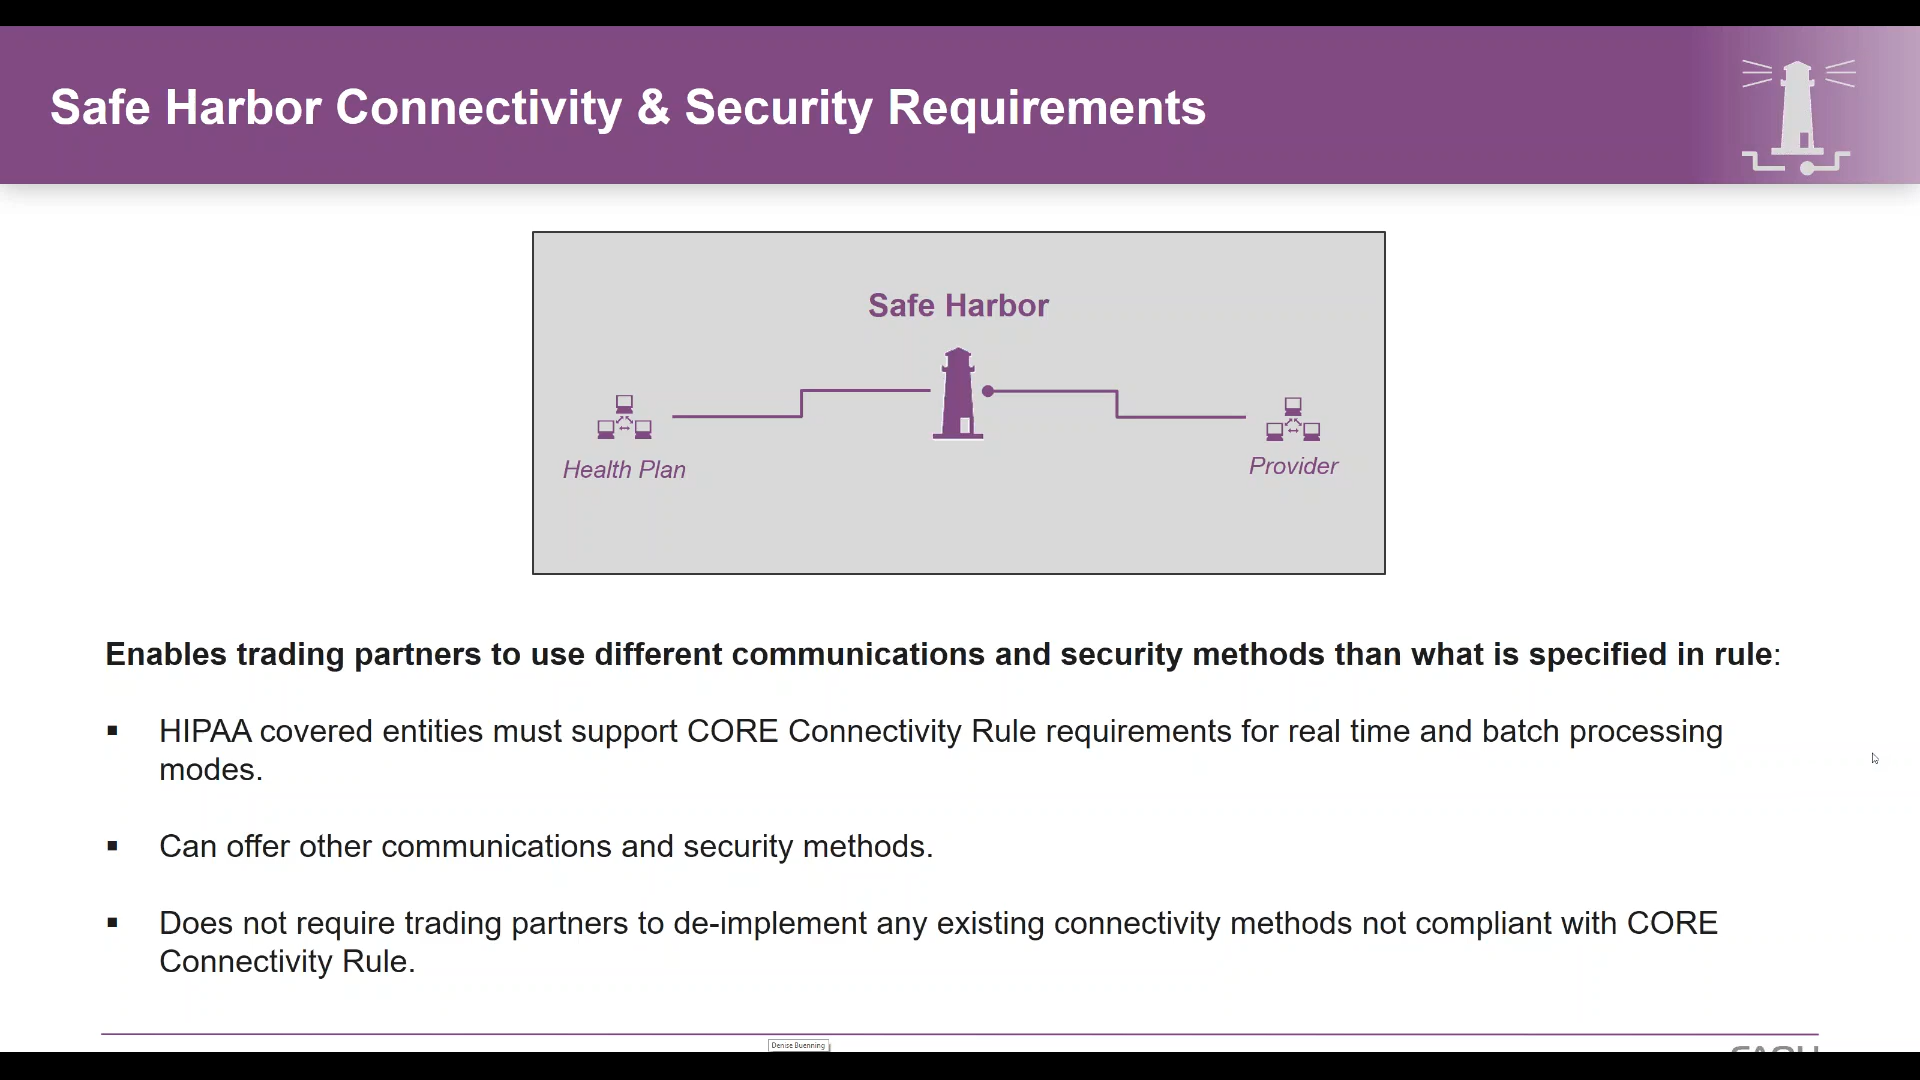 Safe Harbor Connectivity & Security Requirements
Safe Harbor
Health Plan
Provider
Enables trading partners to use different communications and security methods than what is specified in rule:
▪ HIPAA covered entities must support CORE Connectivity Rule requirements for real time and batch processing
modes.
▪ Can offer other communications and security methods.
▪ Does not require trading partners to de-implement any existing connectivity methods not compliant with CORE
Connectivity Rule.
Denise Buenning